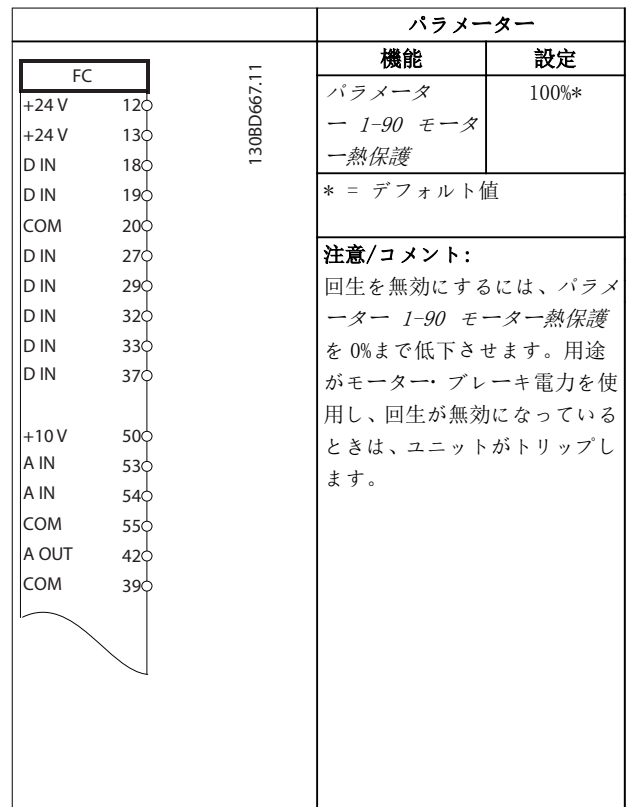 パラメーター
機能 設定
パラメータ
ー 1-90 モータ
ー熱保護
100%*
* = デフォルト値
注意/コメント:
回生を無効にするには、パラメ
ーター 1-90 モーター熱保護
を 0%まで低下させます。用途
がモーター・ブレーキ電力を使
用し、回生が無効になっている
ときは、ユニットがトリップし
ます。
FC
+24 V 12
+24 V 13
D IN 18
D IN 19
COM 20
D IN 27
D IN 29
D IN 32
D IN 33
D IN 37
+10 V 50
A IN 53
A IN 54
COM 55
A OUT 42
COM 39
130BD667.11